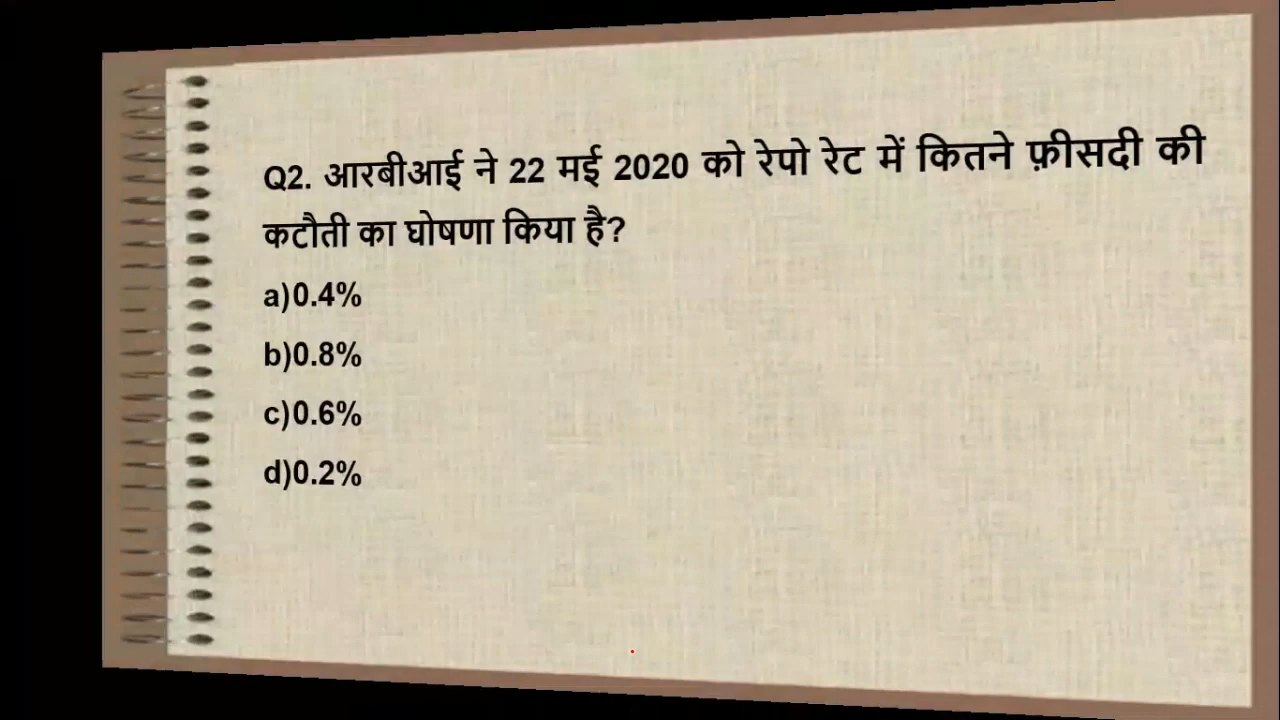 Q2. आरबीआई ने 22 मई 2020 को रेपो रेट में कितने फ़ीसदी की
कटौती का घोषणा किया है?
a)0.4%
b)0.8%
c)0.6%
d)0.2%